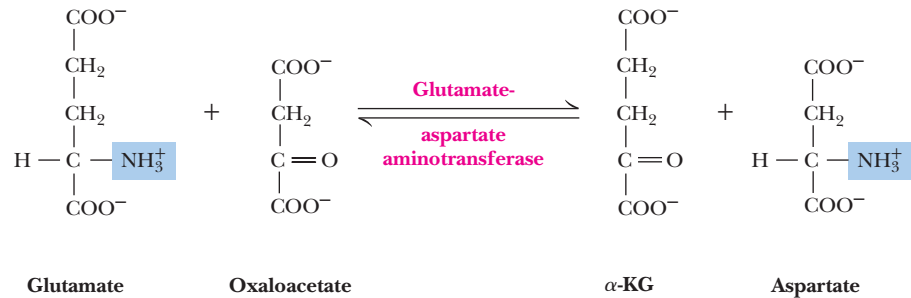 COO⁻
CH₂
CH₂
H — C — NH₃⁺
COO⁻
+
COO⁻
CH₂
C = O
COO⁻
Glutamate-
aspartate
aminotransferase
COO⁻
CH₂
CH₂
C = O
COO⁻
+
COO⁻
CH₂
H — C — NH₃⁺
COO⁻
Glutamate
Oxaloacetate
α-KG
Aspartate